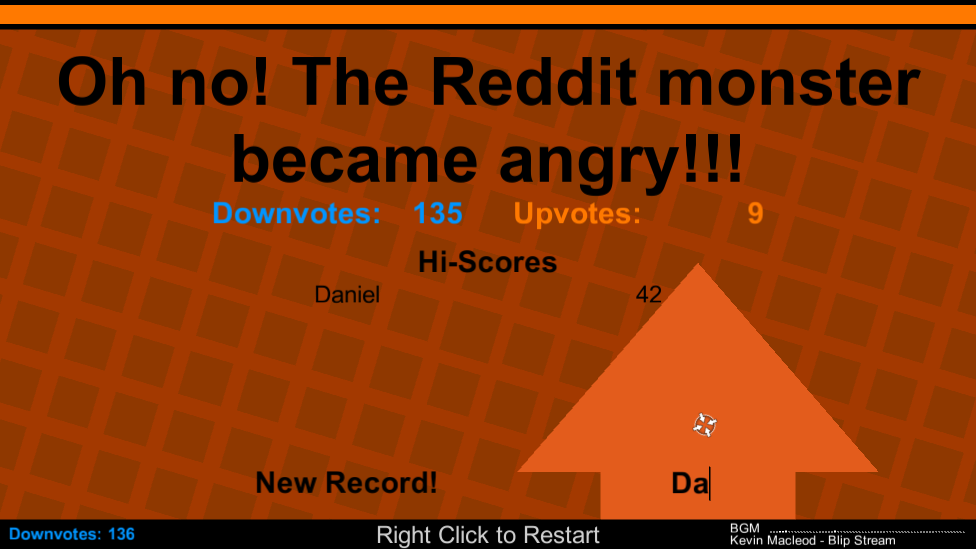 Oh no! The Reddit monster
became angry!!!
Downvotes: 135 Upvotes: 9
Hi-Scores
Daniel 42
New Record! Da
Downvotes: 136 Right Click to Restart BGM
Kevin Macleod - Blip Stream